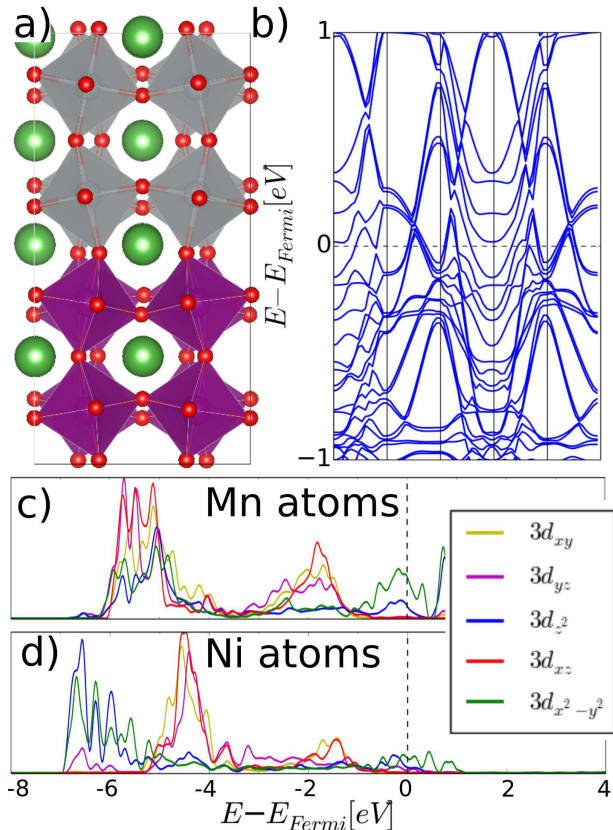 a)
b)
1
0
−1
E−E_{Fermi}[eV]
c) Mn atoms
d) Ni atoms
3d_{xy}
3d_{yz}
3d_{z^2}
3d_{xz}
3d_{x^2−y^2}
-8 -6 -4 -2 0 2 4
E−E_{Fermi}[eV]